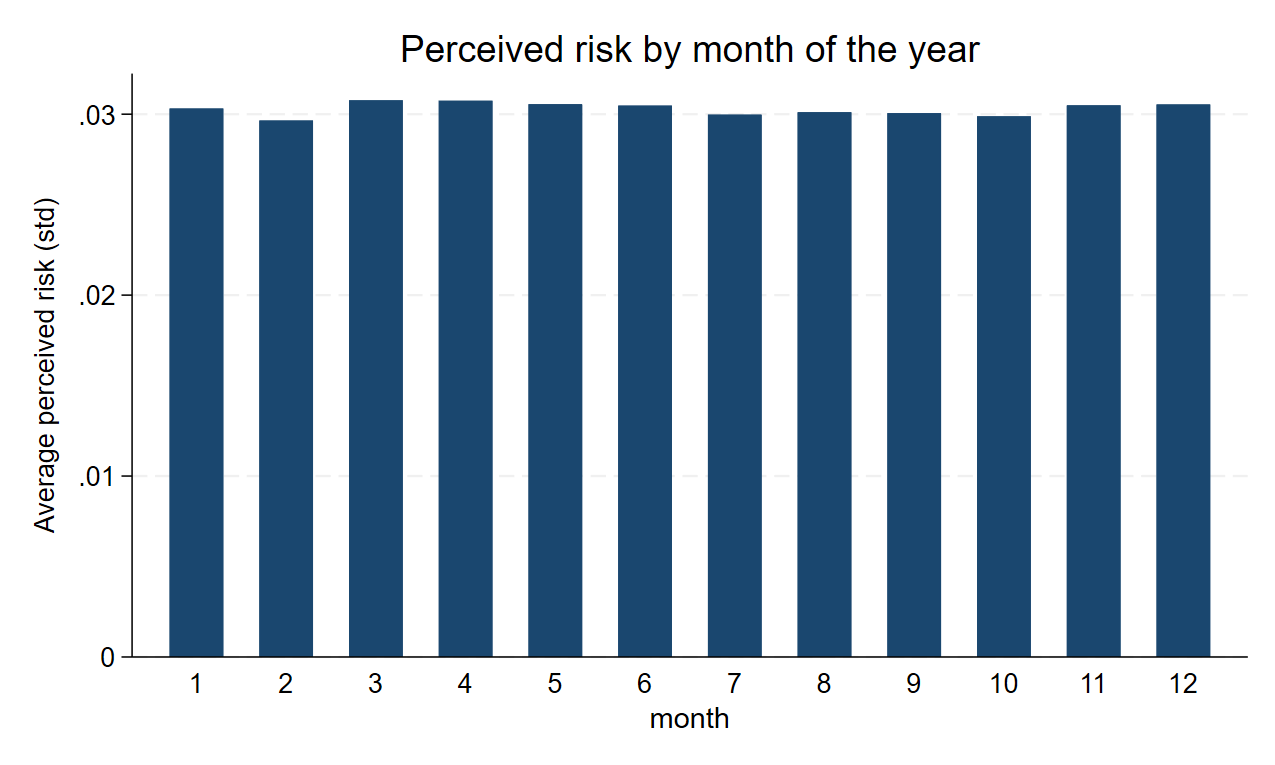 Perceived risk by month of the year
Average perceived risk (std)
.03
.02
.01
0
1 2 3 4 5 6 7 8 9 10 11 12
month